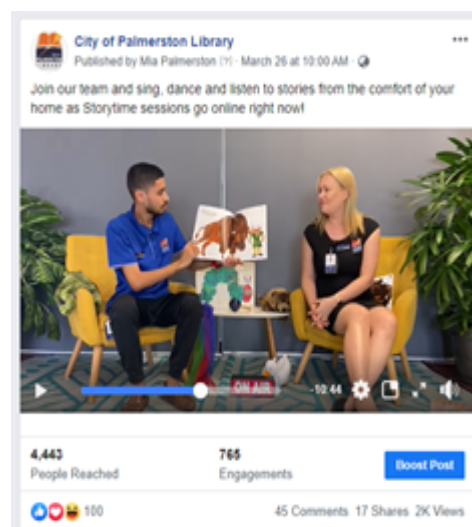 City of Palmerston Library
Published by Mia Palmerston [?] · March 26 at 10:00 AM ·
Join our team and sing, dance and listen to stories from the comfort of your
home as Storytime sessions go online right now!
ON AIR
-10:44
4,443
765
People Reached
Engagements
Boost Post
100
45 Comments 17 Shares 2K Views